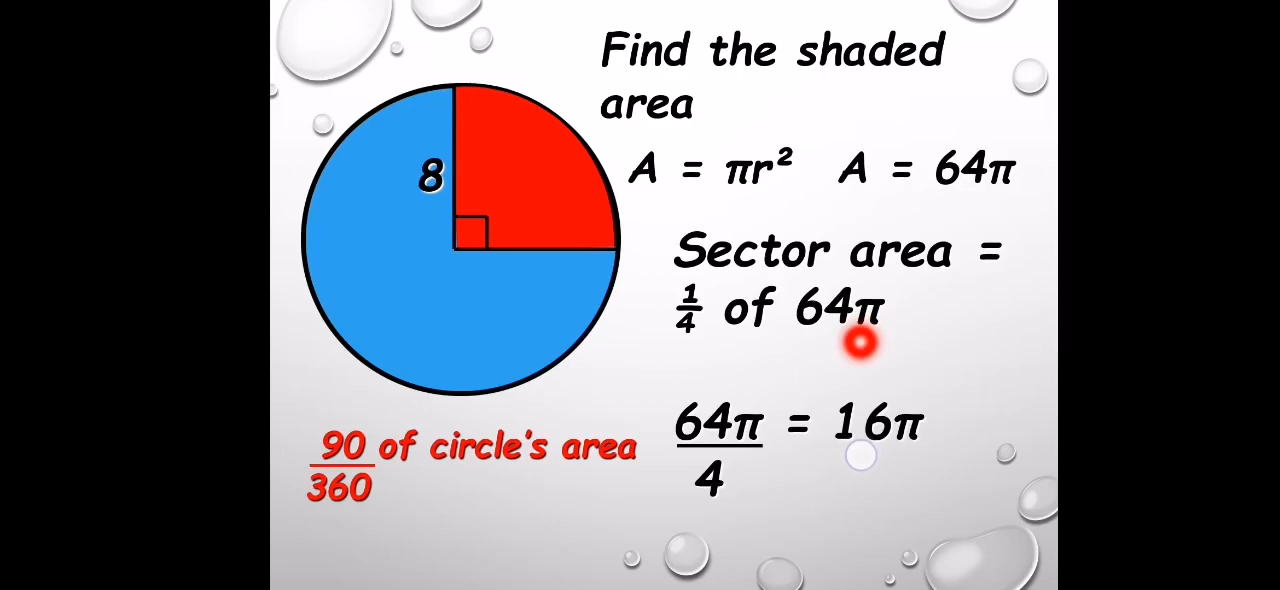 Find the shaded
area
A = πr² A = 64π
8
Sector area =
¼ of 64π
64π = 16π
4
90 of circle's area
360